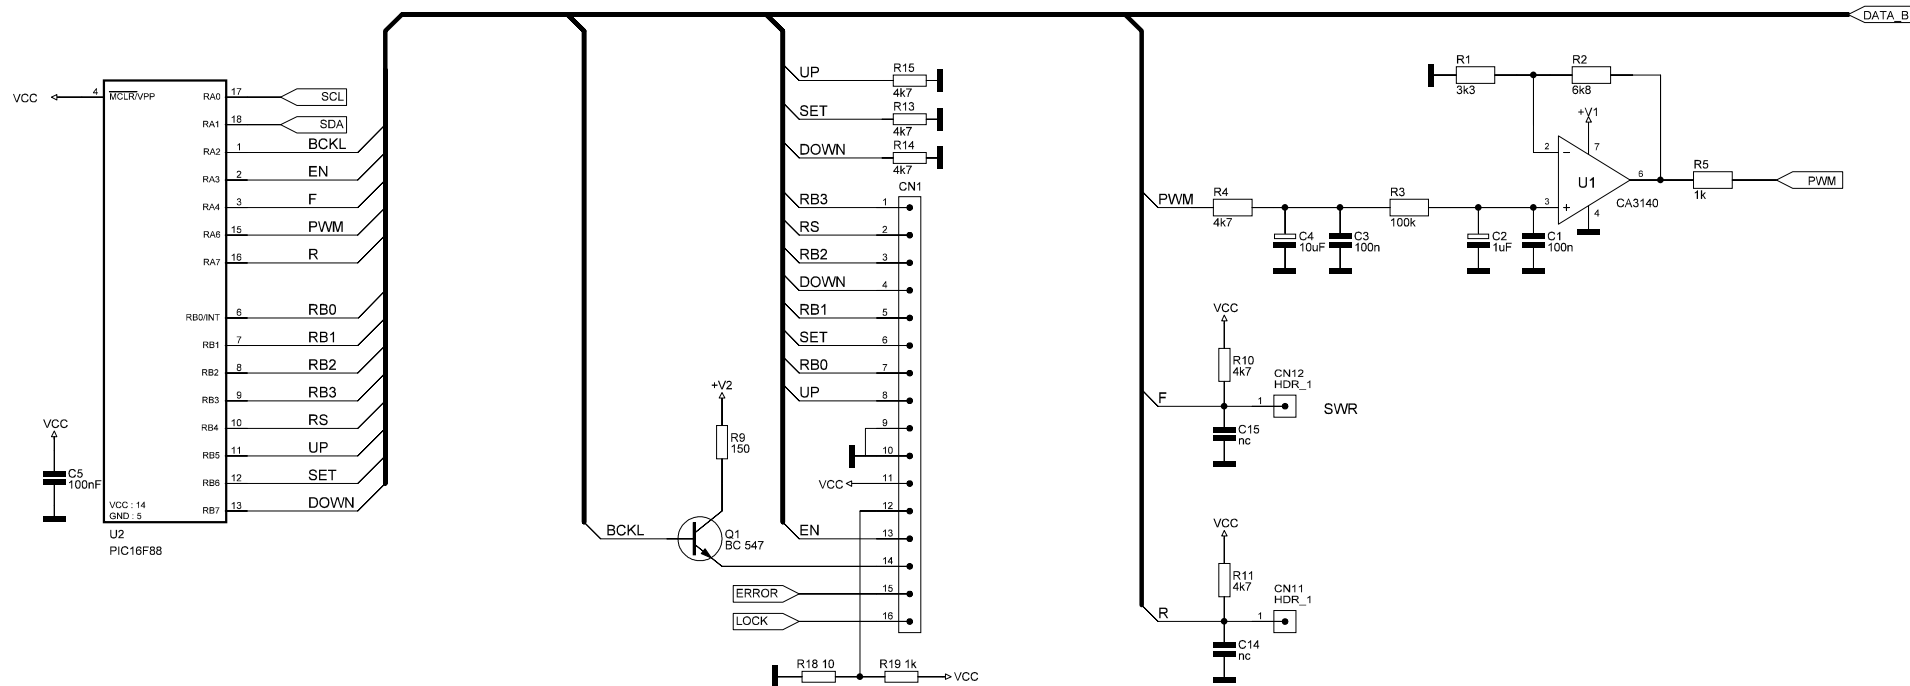 DATA_B
VCC
4
MCLR/VPP
RA0
17
SCL
RA1
18
SDA
RA2
1
BCKL
RA3
2
EN
RA4
3
F
RA6
15
PWM
RA7
16
R
RB0/INT
6
RB0
RB1
7
RB1
RB2
8
RB2
RB3
9
RB3
RB4
10
RS
RB5
11
UP
RB6
12
SET
RB7
13
DOWN
VCC : 14
GND : 5
U2
PIC16F88
VCC
C5
100nF
UP
R15
4k7
SET
R13
4k7
DOWN
R14
4k7
CN1
RB3
1
RS
2
RB2
3
DOWN
4
RB1
5
SET
6
RB0
7
UP
8
9
10
VCC
11
12
EN
13
14
ERROR
15
LOCK
16
+V2
R9
150
BCKL
Q1
BC 547
R18 10
R19 1k
VCC
R1
3k3
R2
6k8
+V1
7
2
−
U1
6
3
+
4
CA3140
R5
1k
PWM
PWM
R4
4k7
C4
10uF
C3
100n
R3
100k
C2
1uF
C1
100n
VCC
R10
4k7
CN12
HDR_1
F
1
SWR
C15
nc
VCC
R11
4k7
CN11
HDR_1
R
1
C14
nc